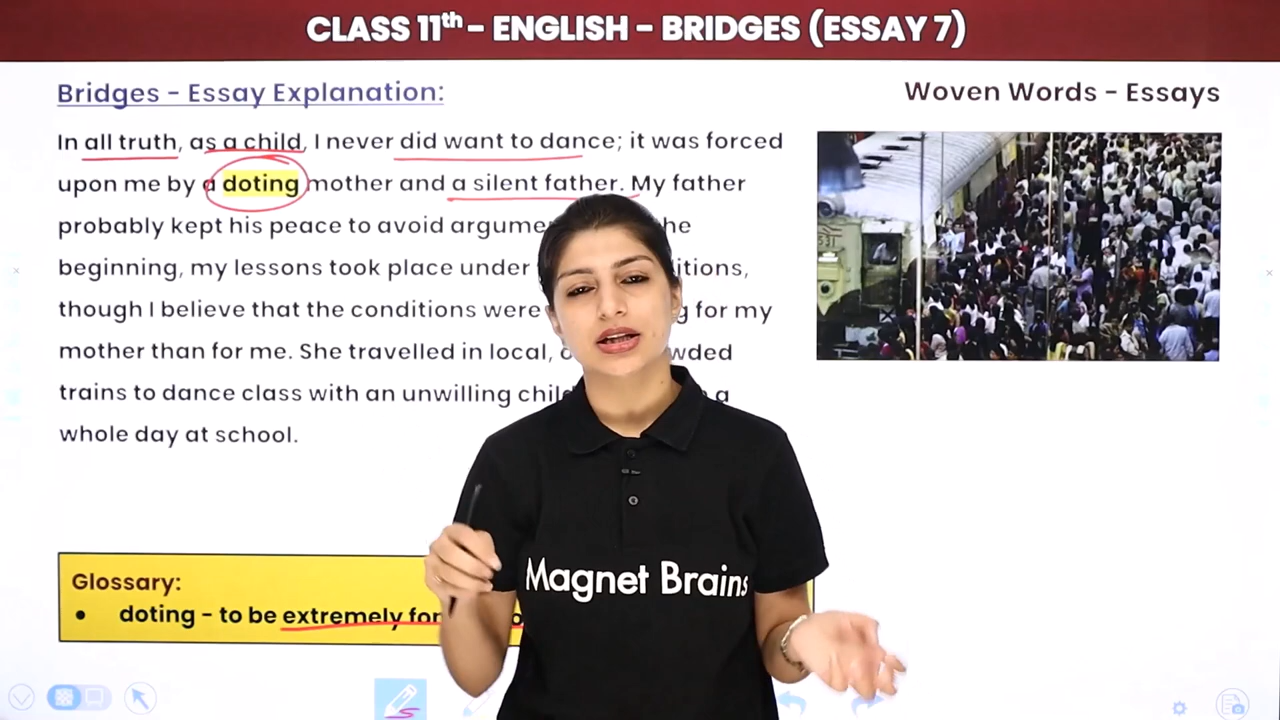 CLASS 11th - ENGLISH - BRIDGES (ESSAY 7)
Bridges - Essay Explanation:
Woven Words - Essays
In all truth, as a child, I never did want to dance; it was forced
upon me by a doting mother and a silent father. My father
probably kept his peace to avoid he
beginning, my lessons took place under
though I believe that the conditions were for my
mother than for me. She travelled in local,
trains to dance class with an unwilling a
whole day at school.
Glossary:
• doting - to be extremely
Magnet Brains